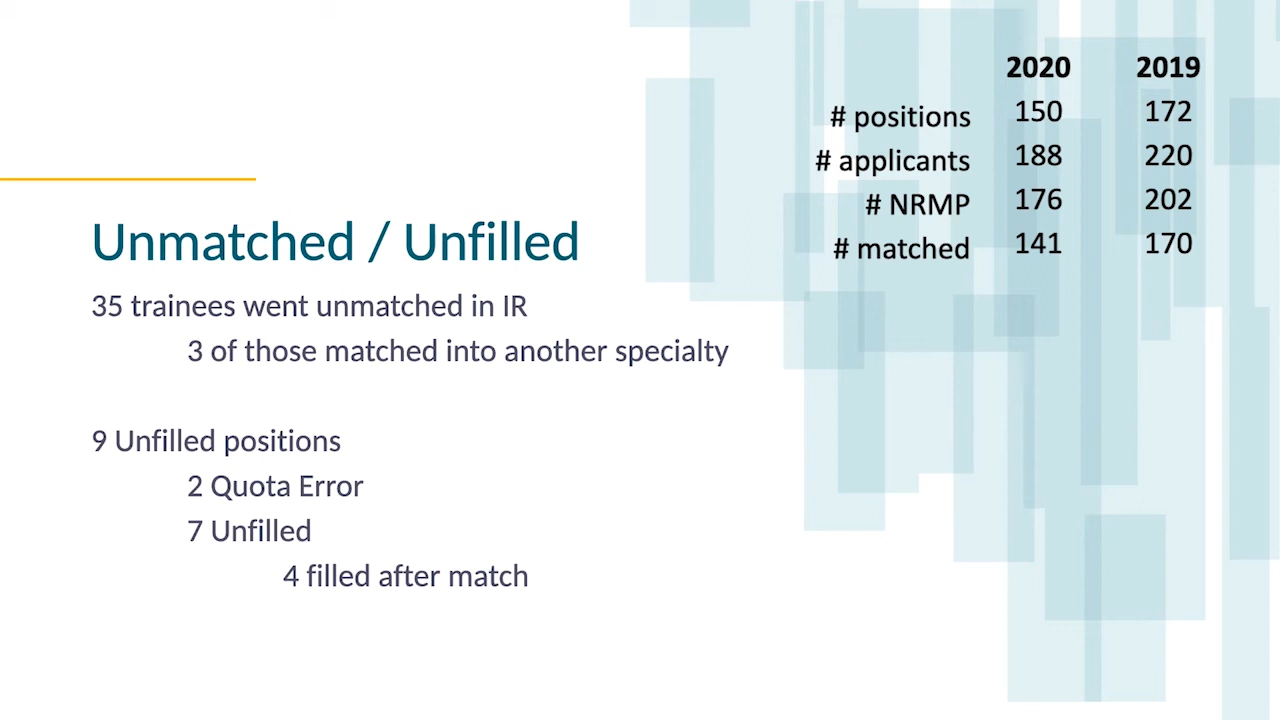 2020 2019
# positions 150 172
# applicants 188 220
# NRMP 176 202
# matched 141 170
Unmatched / Unfilled
35 trainees went unmatched in IR
3 of those matched into another specialty
9 Unfilled positions
2 Quota Error
7 Unfilled
4 filled after match